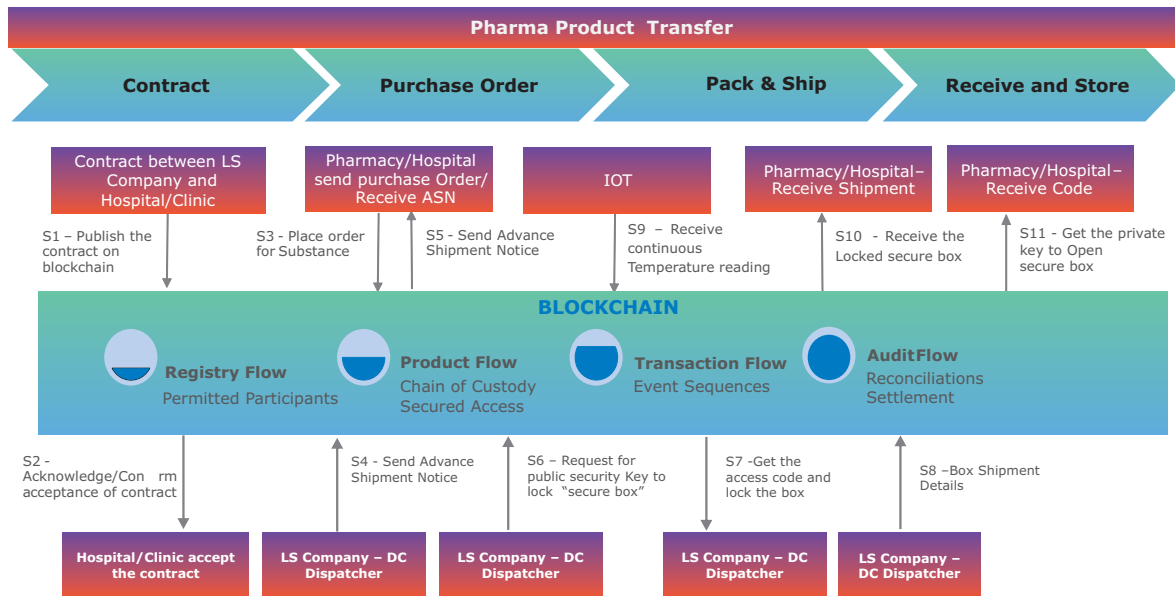 Pharma Product Transfer
Contract
Purchase Order
Pack & Ship
Receive and Store
Contract between LS
Company and
Hospital/Clinic
Pharmacy/Hospital
send purchase Order/
Receive ASN
IOT
Pharmacy/Hospital–
Receive Shipment
Pharmacy/Hospital–
Receive Code
S1 – Publish the
contract on
blockchain
S3 - Place order
for Substance
S5 - Send Advance
Shipment Notice
S9 – Receive
continuous
Temperature reading
S10 - Receive the
Locked secure box
S11 - Get the private
key to Open
secure box
BLOCKCHAIN
Registry Flow
Permitted Participants
Product Flow
Chain of Custody
Secured Access
Transaction Flow
Event Sequences
AuditFlow
Reconciliations
Settlement
S2 -
Acknowledge/Con rm
acceptance of contract
S4 - Send Advance
Shipment Notice
S6 – Request for
public security Key to
lock “secure box”
S7 -Get the
access code and
lock the box
S8 –Box Shipment
Details
Hospital/Clinic accept
the contract
LS Company – DC
Dispatcher
LS Company – DC
Dispatcher
LS Company – DC
Dispatcher
LS Company –
DC Dispatcher